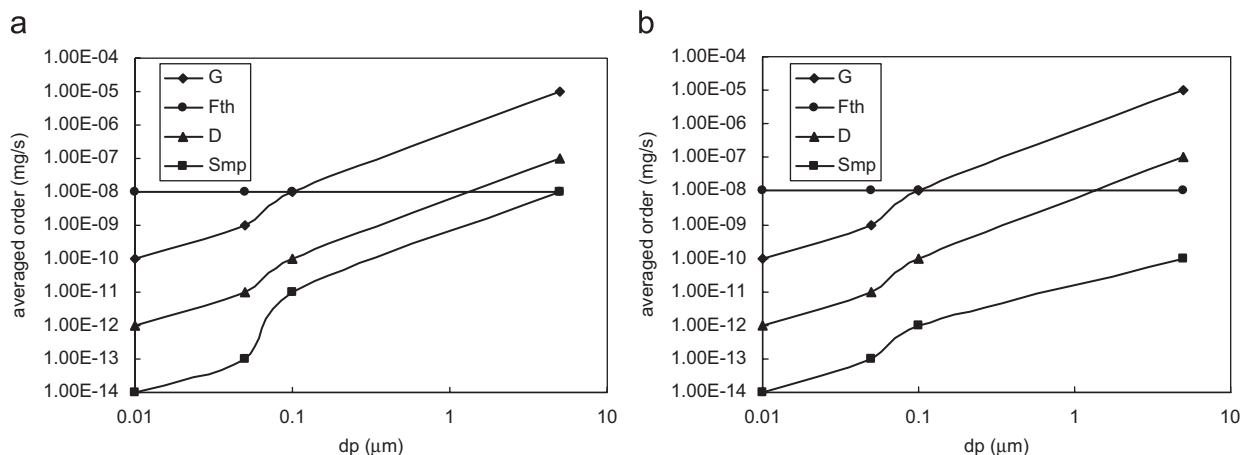 a
1.00E-04
1.00E-05
1.00E-06
1.00E-07
1.00E-08
1.00E-09
1.00E-10
1.00E-11
1.00E-12
1.00E-13
1.00E-14
averaged order (mg/s)
G
Fth
D
Smp
0.01 0.1 1 10
dp (μm)
b
1.00E-04
1.00E-05
1.00E-06
1.00E-07
1.00E-08
1.00E-09
1.00E-10
1.00E-11
1.00E-12
1.00E-13
1.00E-14
averaged order (mg/s)
G
Fth
D
Smp
0.01 0.1 1 10
dp (μm)